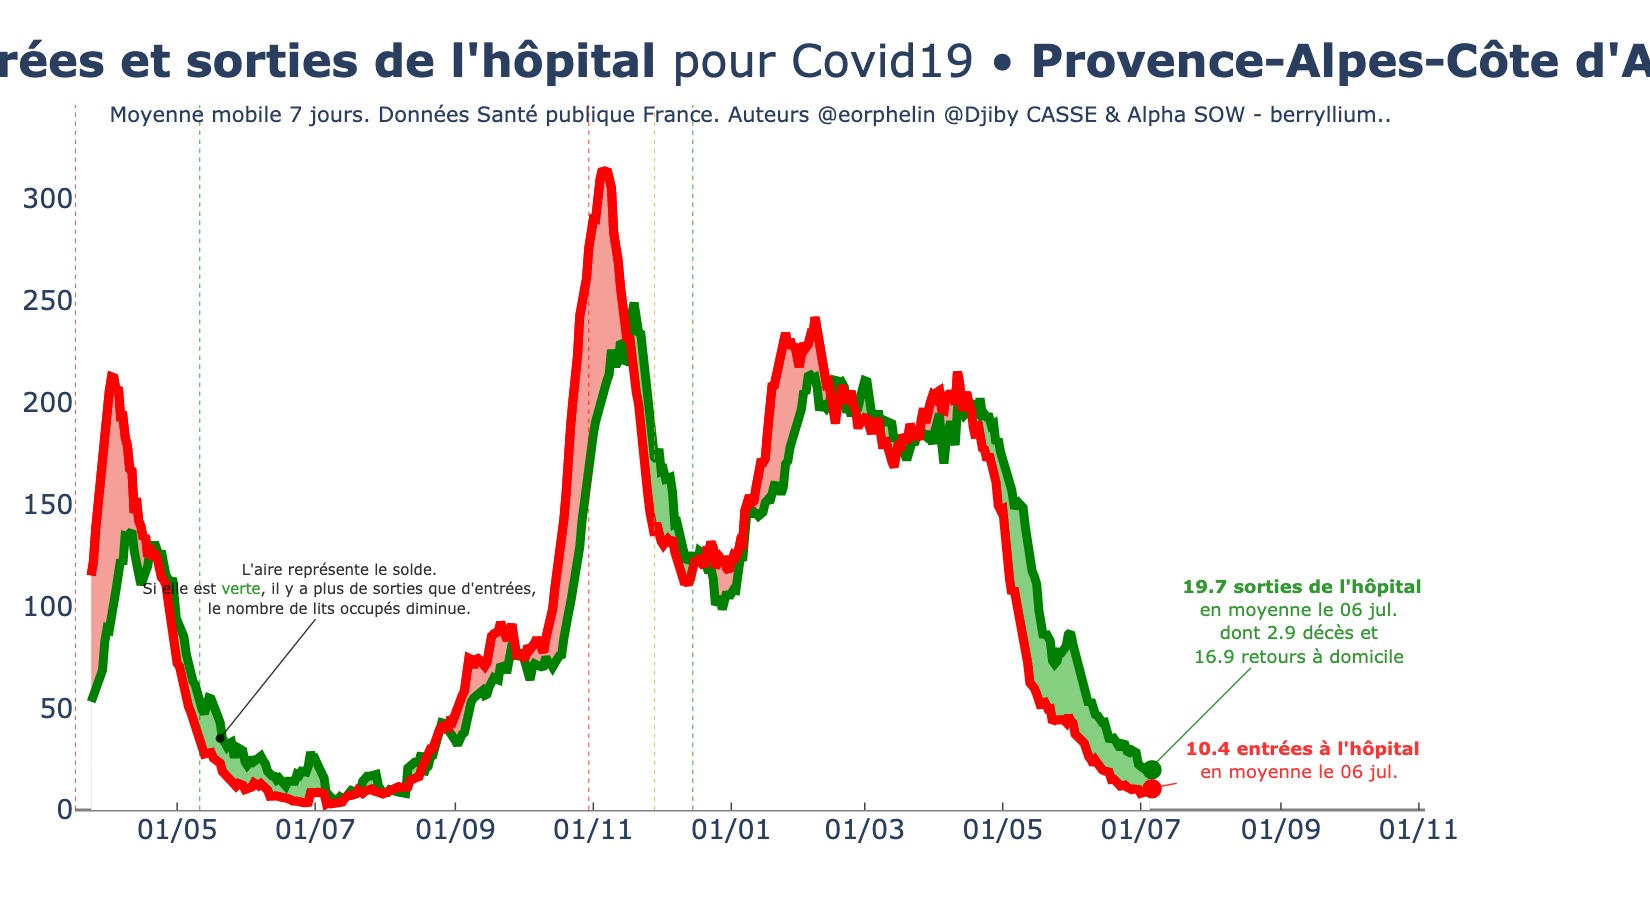 rées et sorties de l'hôpital pour Covid19 • Provence-Alpes-Côte d'A
Moyenne mobile 7 jours. Données Santé publique France. Auteurs @eorphelin @Djiby CASSE & Alpha SOW - berryllium..
300
250
200
150
100
50
0
L'aire représente le solde.
Si elle est verte, il y a plus de sorties que d'entrées,
le nombre de lits occupés diminue.
19.7 sorties de l'hôpital
en moyenne le 06 jul.
dont 2.9 décès et
16.9 retours à domicile
10.4 entrées à l'hôpital
en moyenne le 06 jul.
01/05 01/07 01/09 01/11 01/01 01/03 01/05 01/07 01/09 01/11